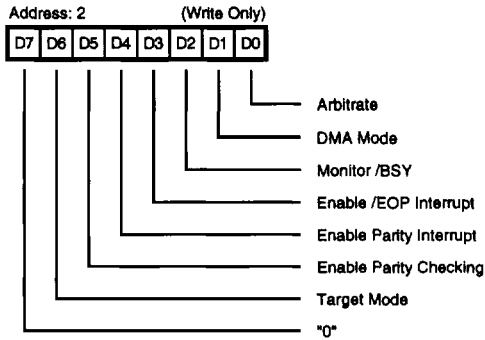 Address: 2 (Write Only)
D7 D6 D5 D4 D3 D2 D1 D0
Arbitrate
DMA Mode
Monitor /BSY
Enable /EOP Interrupt
Enable Parity Interrupt
Enable Parity Checking
Target Mode
"0"